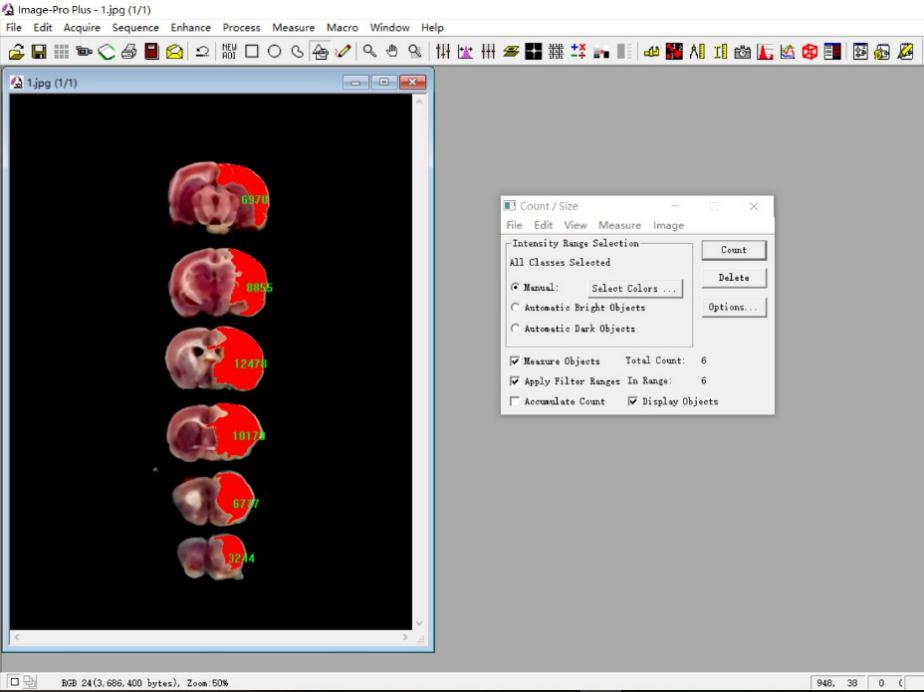 Image-Pro Plus - 1.jpg (1/1)
File Edit Acquire Sequence Enhance Process Measure Macro Window Help
NEW AOI
1.jpg (1/1)
6970
8855
12478
10179
6777
3244
Count / Size
File Edit View Measure Image
Intensity Range Selection
All Classes Selected
Manual: Select Colors ...
Automatic Bright Objects
Automatic Dark Objects
Count
Delete
Options...
Measure Objects Total Count: 6
Apply Filter Ranges In Range: 6
Accumulate Count Display Objects
RGB 24(3,686,400 bytes), Zoom:50%
948, 38 0